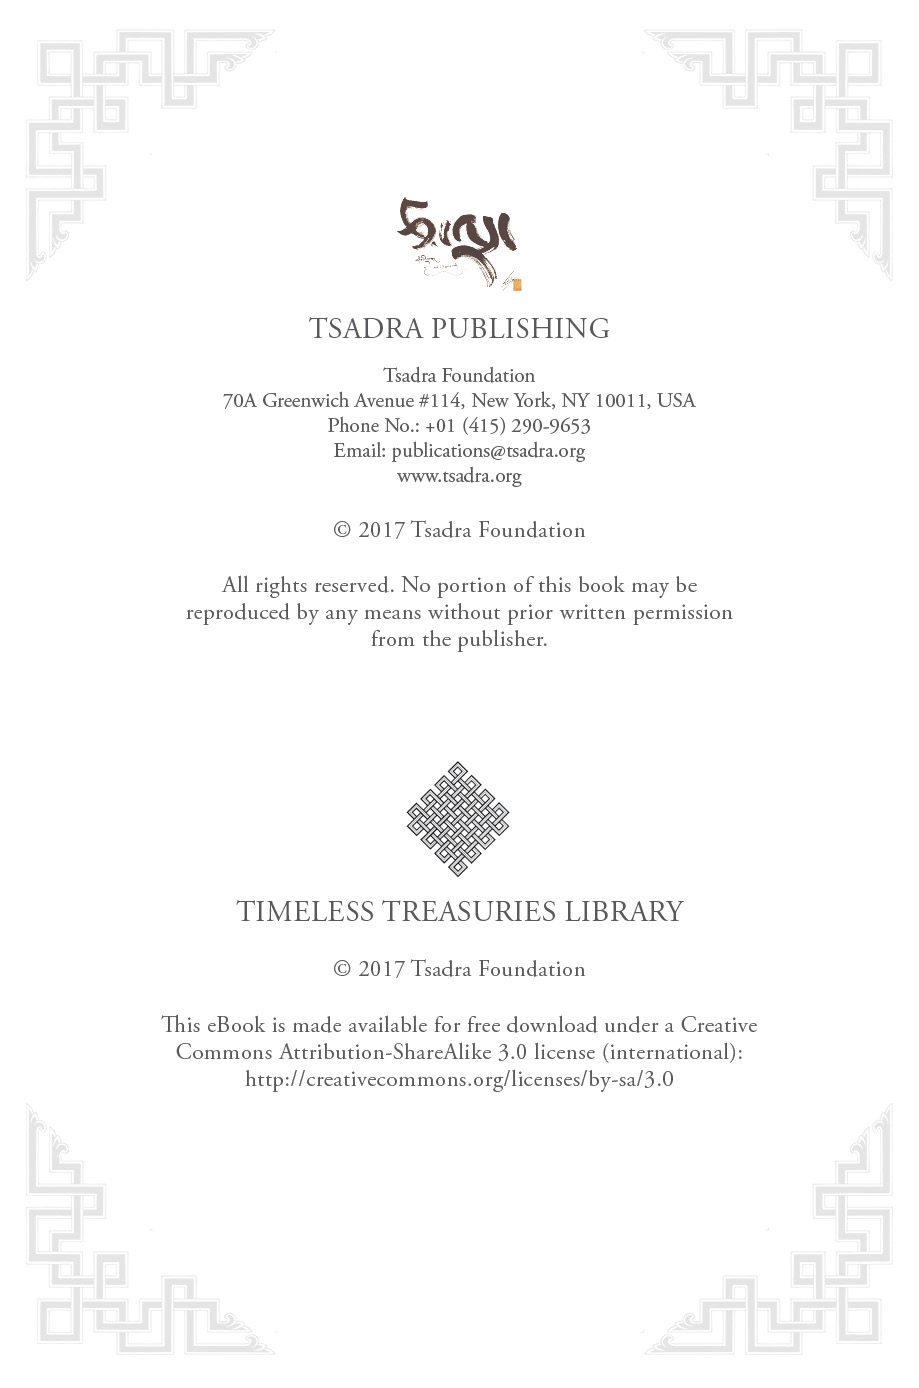 TSADRA PUBLISHING
Tsadra Foundation
70A Greenwich Avenue #114, New York, NY 10011, USA
Phone No.: +01 (415) 290-9653
Email: publications@tsadra.org
www.tsadra.org
© 2017 Tsadra Foundation
All rights reserved. No portion of this book may be
reproduced by any means without prior written permission
from the publisher.
TIMELESS TREASURIES LIBRARY
© 2017 Tsadra Foundation
This eBook is made available for free download under a Creative
Commons Attribution-ShareAlike 3.0 license (international):
http://creativecommons.org/licenses/by-sa/3.0